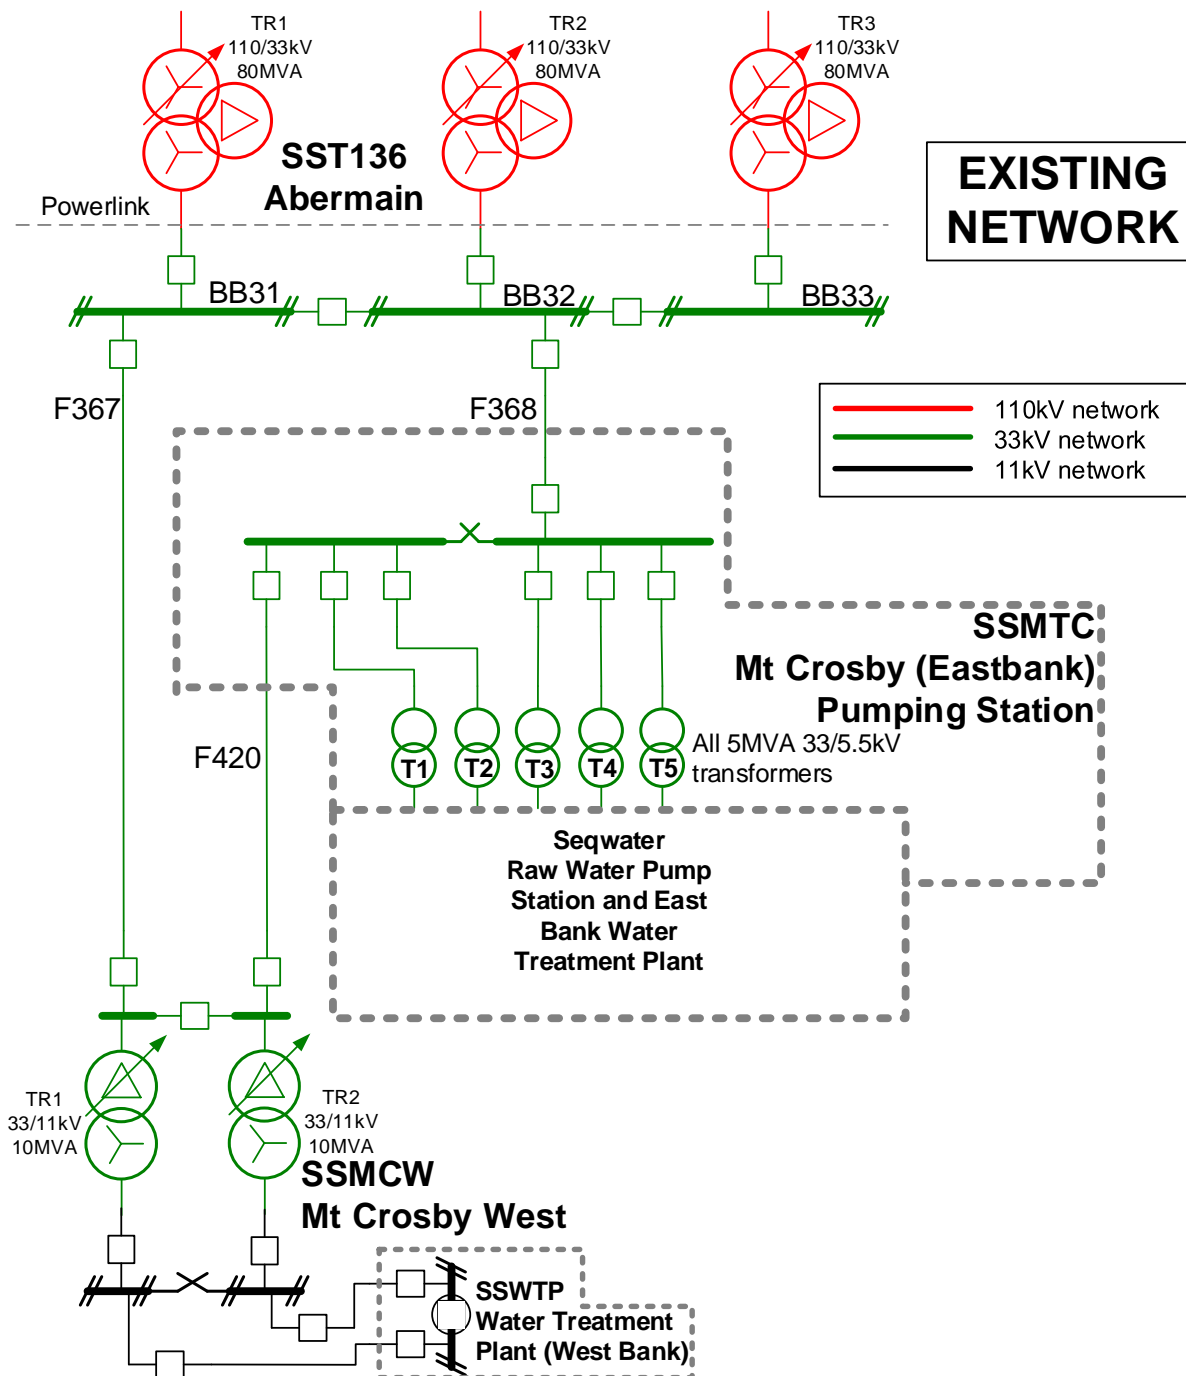 TR1
110/33kV
80MVA
TR2
110/33kV
80MVA
TR3
110/33kV
80MVA
SST136
Abermain
EXISTING
NETWORK
Powerlink
BB31
BB32
BB33
F367
F368
110kV network
33kV network
11kV network
SSMTC
Mt Crosby (Eastbank)
Pumping Station
F420
T1
T2
T3
T4
T5
All 5MVA 33/5.5kV
transformers
Seqwater
Raw Water Pump
Station and East
Bank Water
Treatment Plant
TR1
33/11kV
10MVA
TR2
33/11kV
10MVA
SSMCW
Mt Crosby West
SSWTP
Water Treatment
Plant (West Bank)